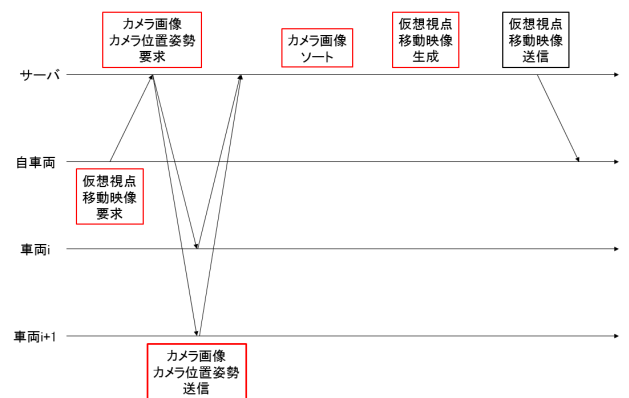 カメラ画像
カメラ位置姿勢
要求
カメラ画像
ソート
仮想視点
移動映像
生成
仮想視点
移動映像
送信
サーバ
自車両
仮想視点
移動映像
要求
車両i
車両i+1
カメラ画像
カメラ位置姿勢
送信